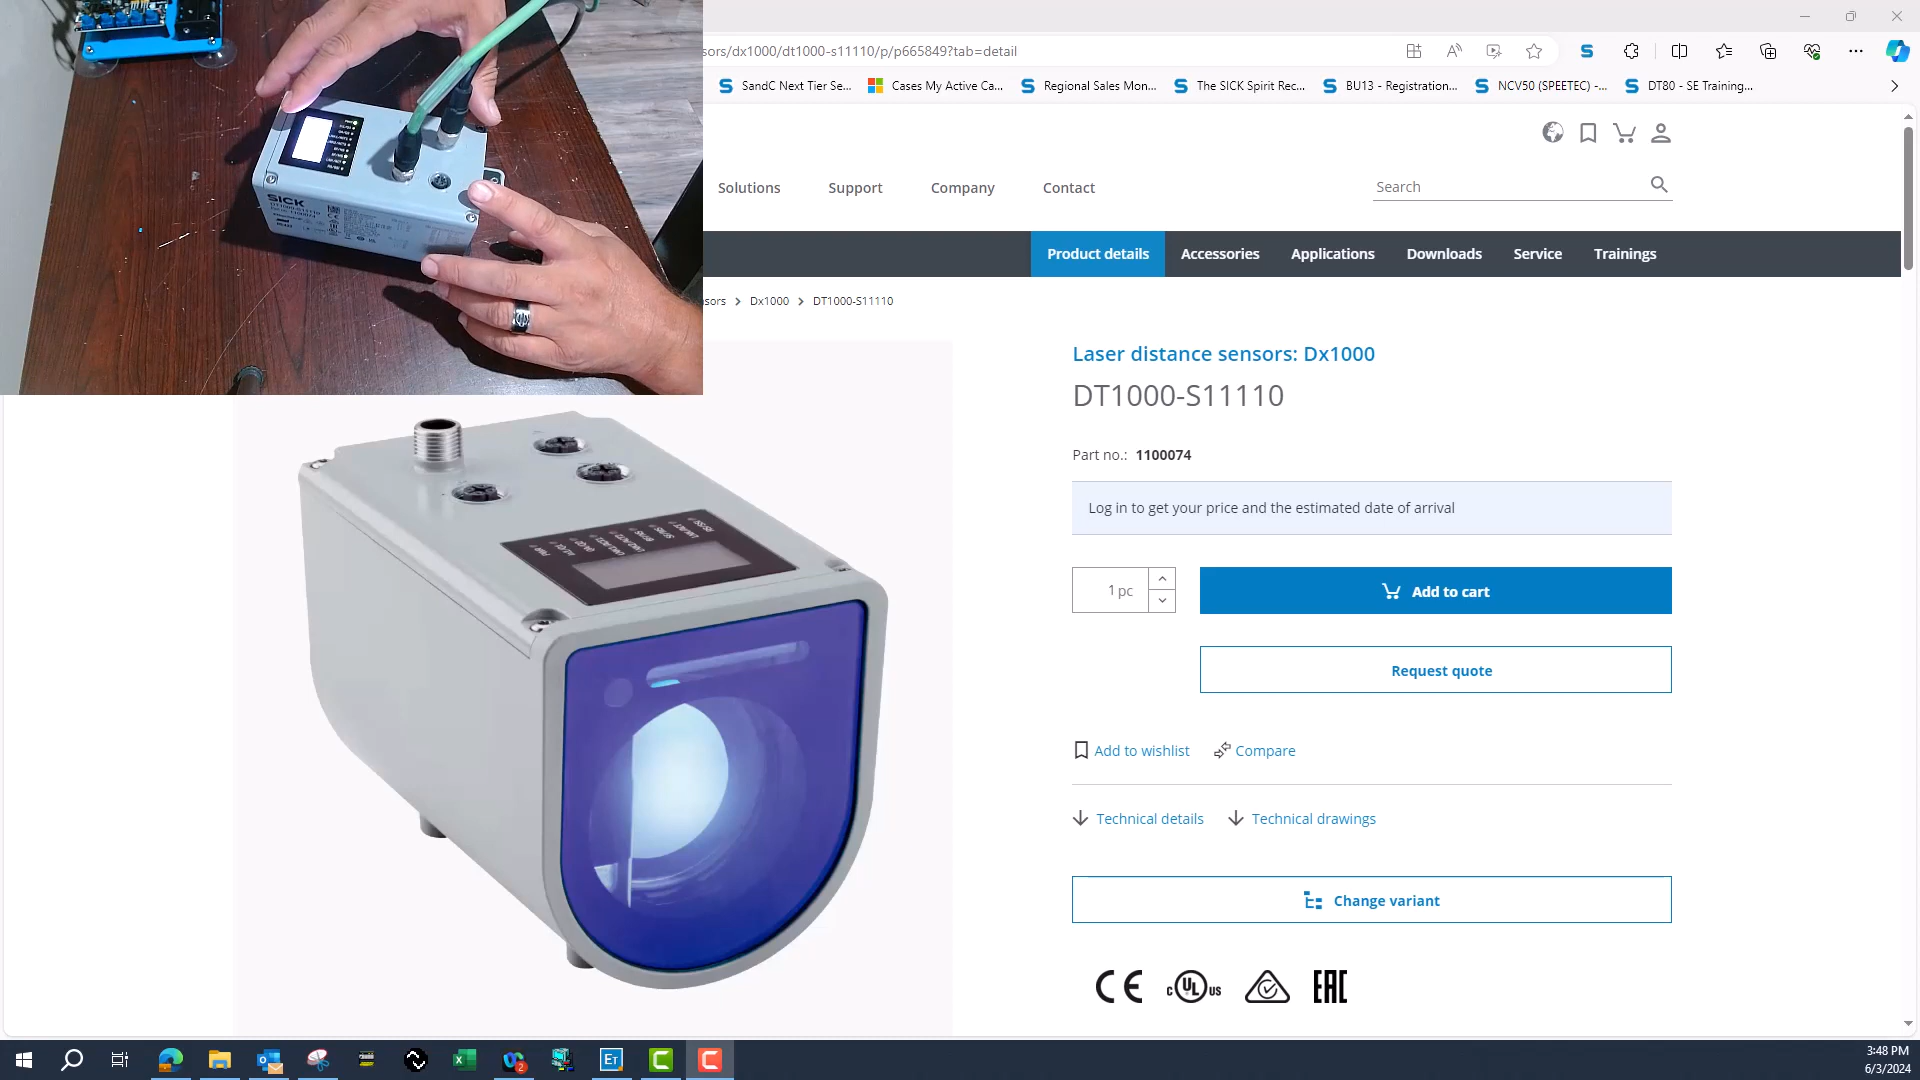 sors/dx1000/dt1000-s11110/p/p665849?tab=detail
SandC Next Tier Se...
Cases My Active Ca...
Regional Sales Mon...
The SICK Spirit Rec...
BU13 - Registration...
NCV50 (SPEETEC) -...
DT80 - SE Training...
Solutions
Support
Company
Contact
Search
Product details
Accessories
Applications
Downloads
Service
Trainings
sors > Dx1000 > DT1000-S11110
SICK
DT1000-S11110
Laser distance sensors: Dx1000
DT1000-S11110
Part no.: 1100074
Log in to get your price and the estimated date of arrival
1 pc
Add to cart
Request quote
Add to wishlist
Compare
Technical details
Technical drawings
Change variant
CE
c UL us
EAC
3:48 PM
6/3/2024